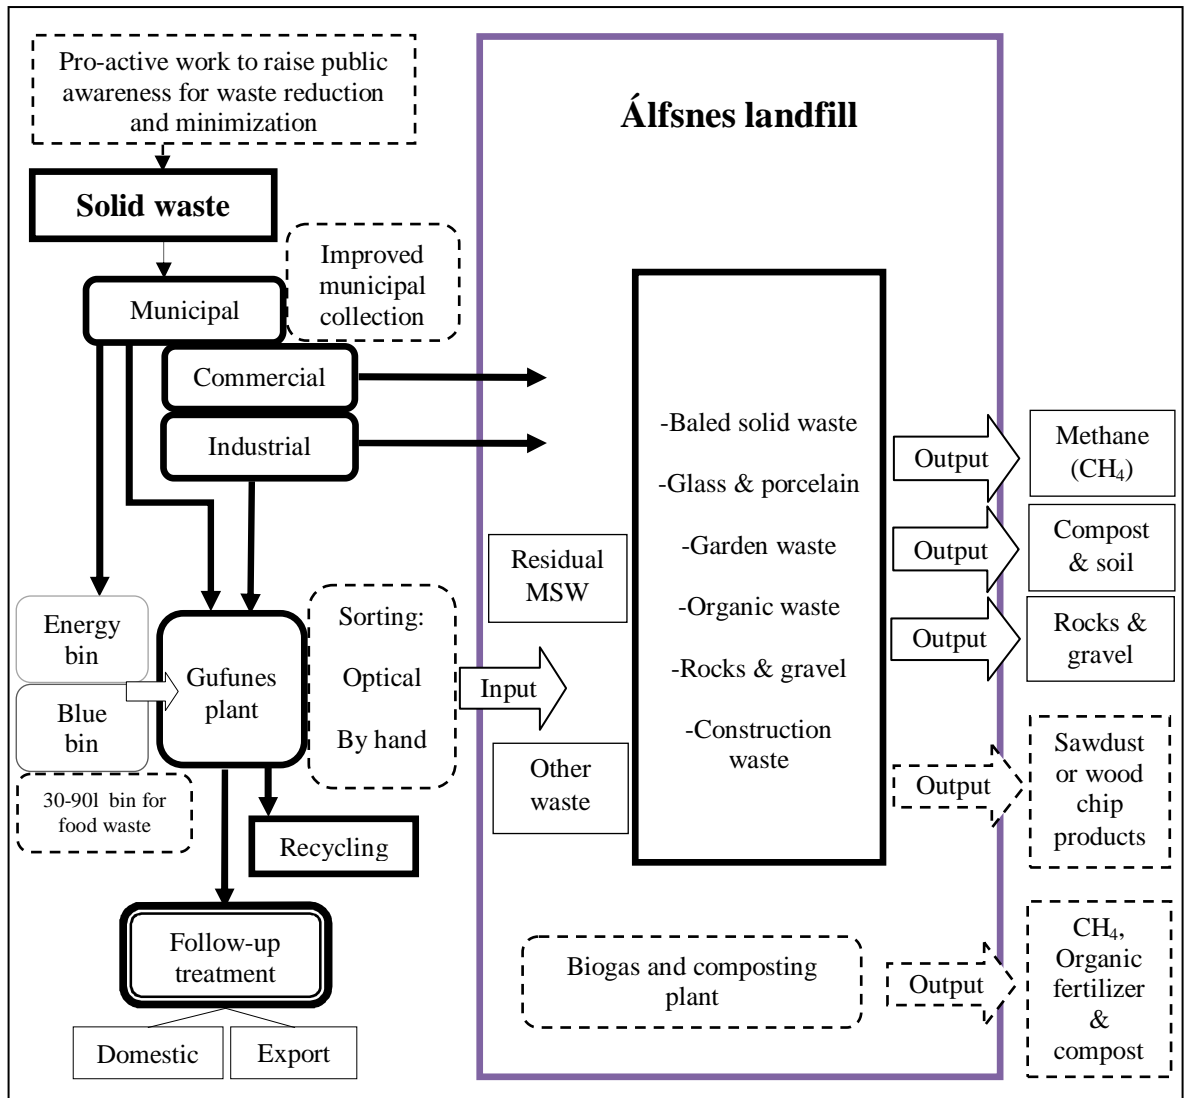 Pro-active work to raise public
awareness for waste reduction
and minimization
Solid waste
Improved
municipal
collection
Municipal
Commercial
Industrial
Energy
bin
Blue
bin
30-90l bin for
food waste
Gufunes
plant
Sorting:
Optical
By hand
Recycling
Follow-up
treatment
Domestic
Export
Álfsnes landfill
Residual
MSW
Input
Other
waste
-Baled solid waste
-Glass & porcelain
-Garden waste
-Organic waste
-Rocks & gravel
-Construction
waste
Biogas and composting
plant
Output
Methane
(CH₄)
Output
Compost
& soil
Output
Rocks &
gravel
Output
Sawdust
or wood
chip
products
Output
CH₄,
Organic
fertilizer
&
compost